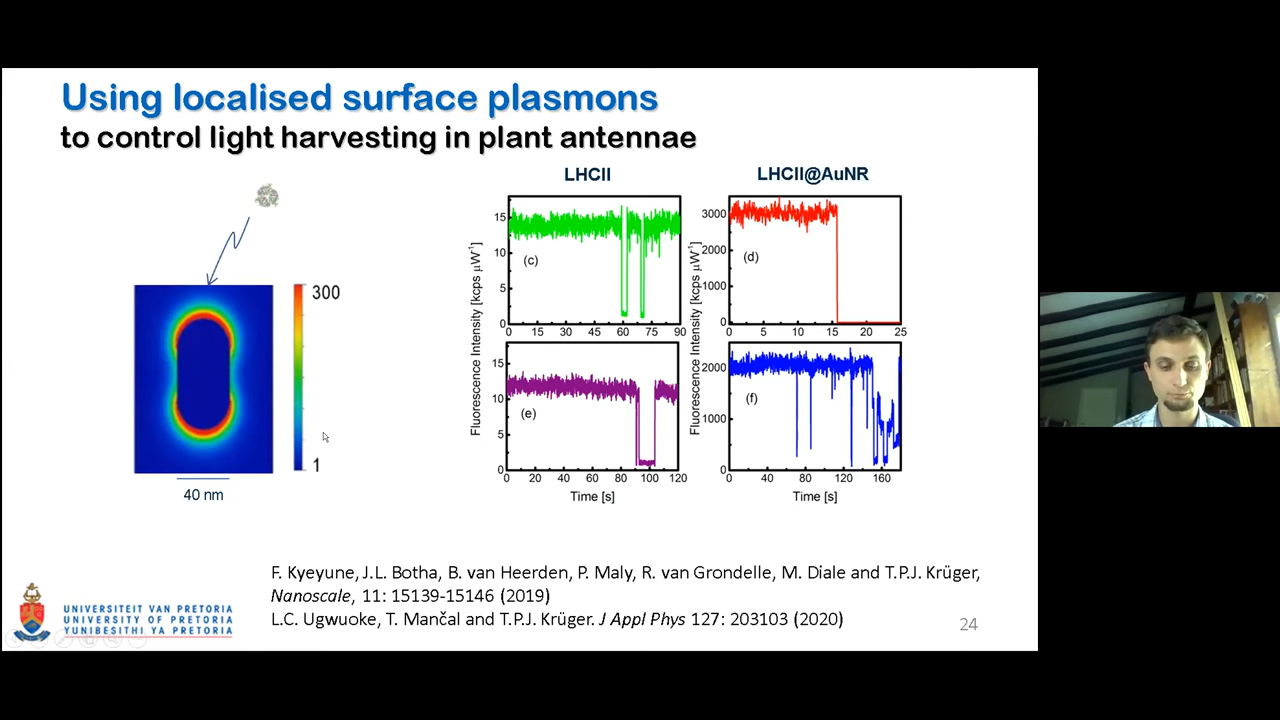 Using localised surface plasmons
to control light harvesting in plant antennae
300
1
40 nm
LHCII
LHCII@AuNR
Fluorescence Intensity [kcps µW⁻¹]
15
10
5
0
(c)
0 15 30 45 60 75 90
15
10
5
0
(e)
0 20 40 60 80 100 120
Time [s]
Fluorescence Intensity [kcps µW⁻¹]
3000
2000
1000
0
(d)
0 5 10 15 20 25
2000
1000
0
(f)
0 40 80 120 160
Time [s]
F. Kyeyune, J.L. Botha, B. van Heerden, P. Maly, R. van Grondelle, M. Diale and T.P.J. Krüger,
Nanoscale, 11: 15139-15146 (2019)
L.C. Ugwuoke, T. Mančal and T.P.J. Krüger. J Appl Phys 127: 203103 (2020)
UNIVERSITEIT VAN PRETORIA
UNIVERSITY OF PRETORIA
YUNIBESITHI YA PRETORIA
24